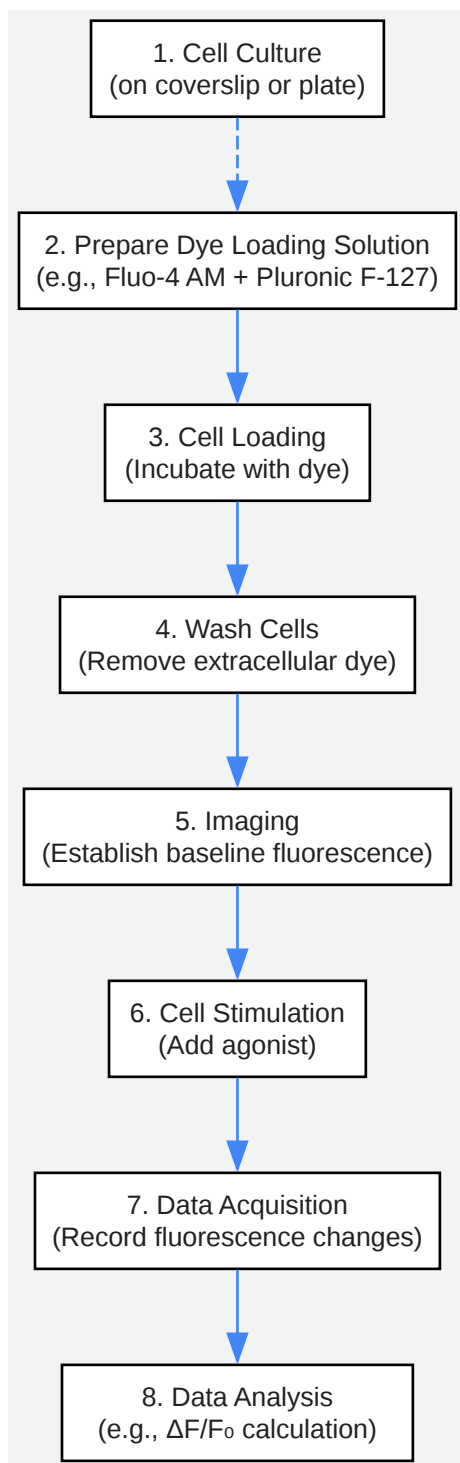 1. Cell Culture
(on coverslip or plate)
2. Prepare Dye Loading Solution
(e.g., Fluo-4 AM + Pluronic F-127)
3. Cell Loading
(Incubate with dye)
4. Wash Cells
(Remove extracellular dye)
5. Imaging
(Establish baseline fluorescence)
6. Cell Stimulation
(Add agonist)
7. Data Acquisition
(Record fluorescence changes)
8. Data Analysis
(e.g., ΔF/F₀ calculation)